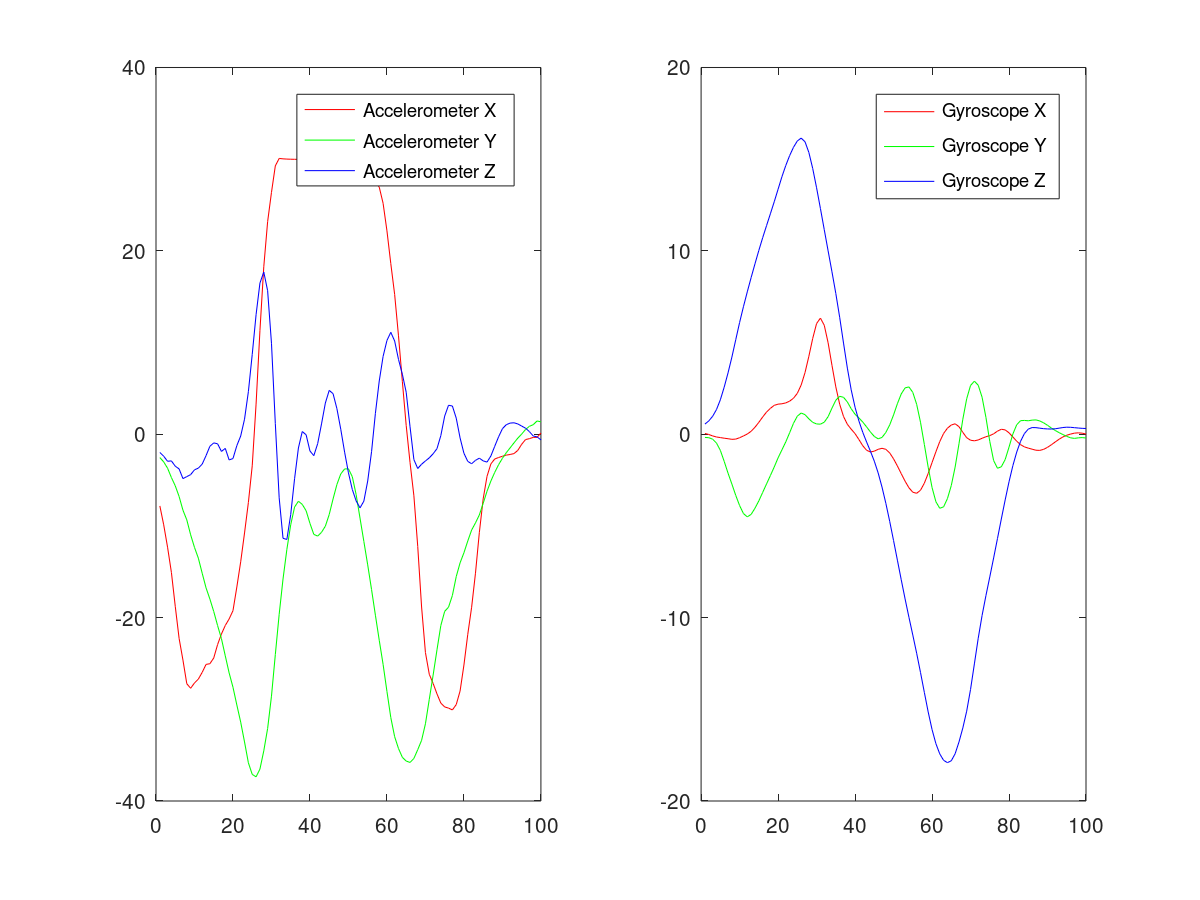 40
20
0
-20
-40
0 20 40 60 80 100
Accelerometer X
Accelerometer Y
Accelerometer Z
20
10
0
-10
-20
0 20 40 60 80 100
Gyroscope X
Gyroscope Y
Gyroscope Z